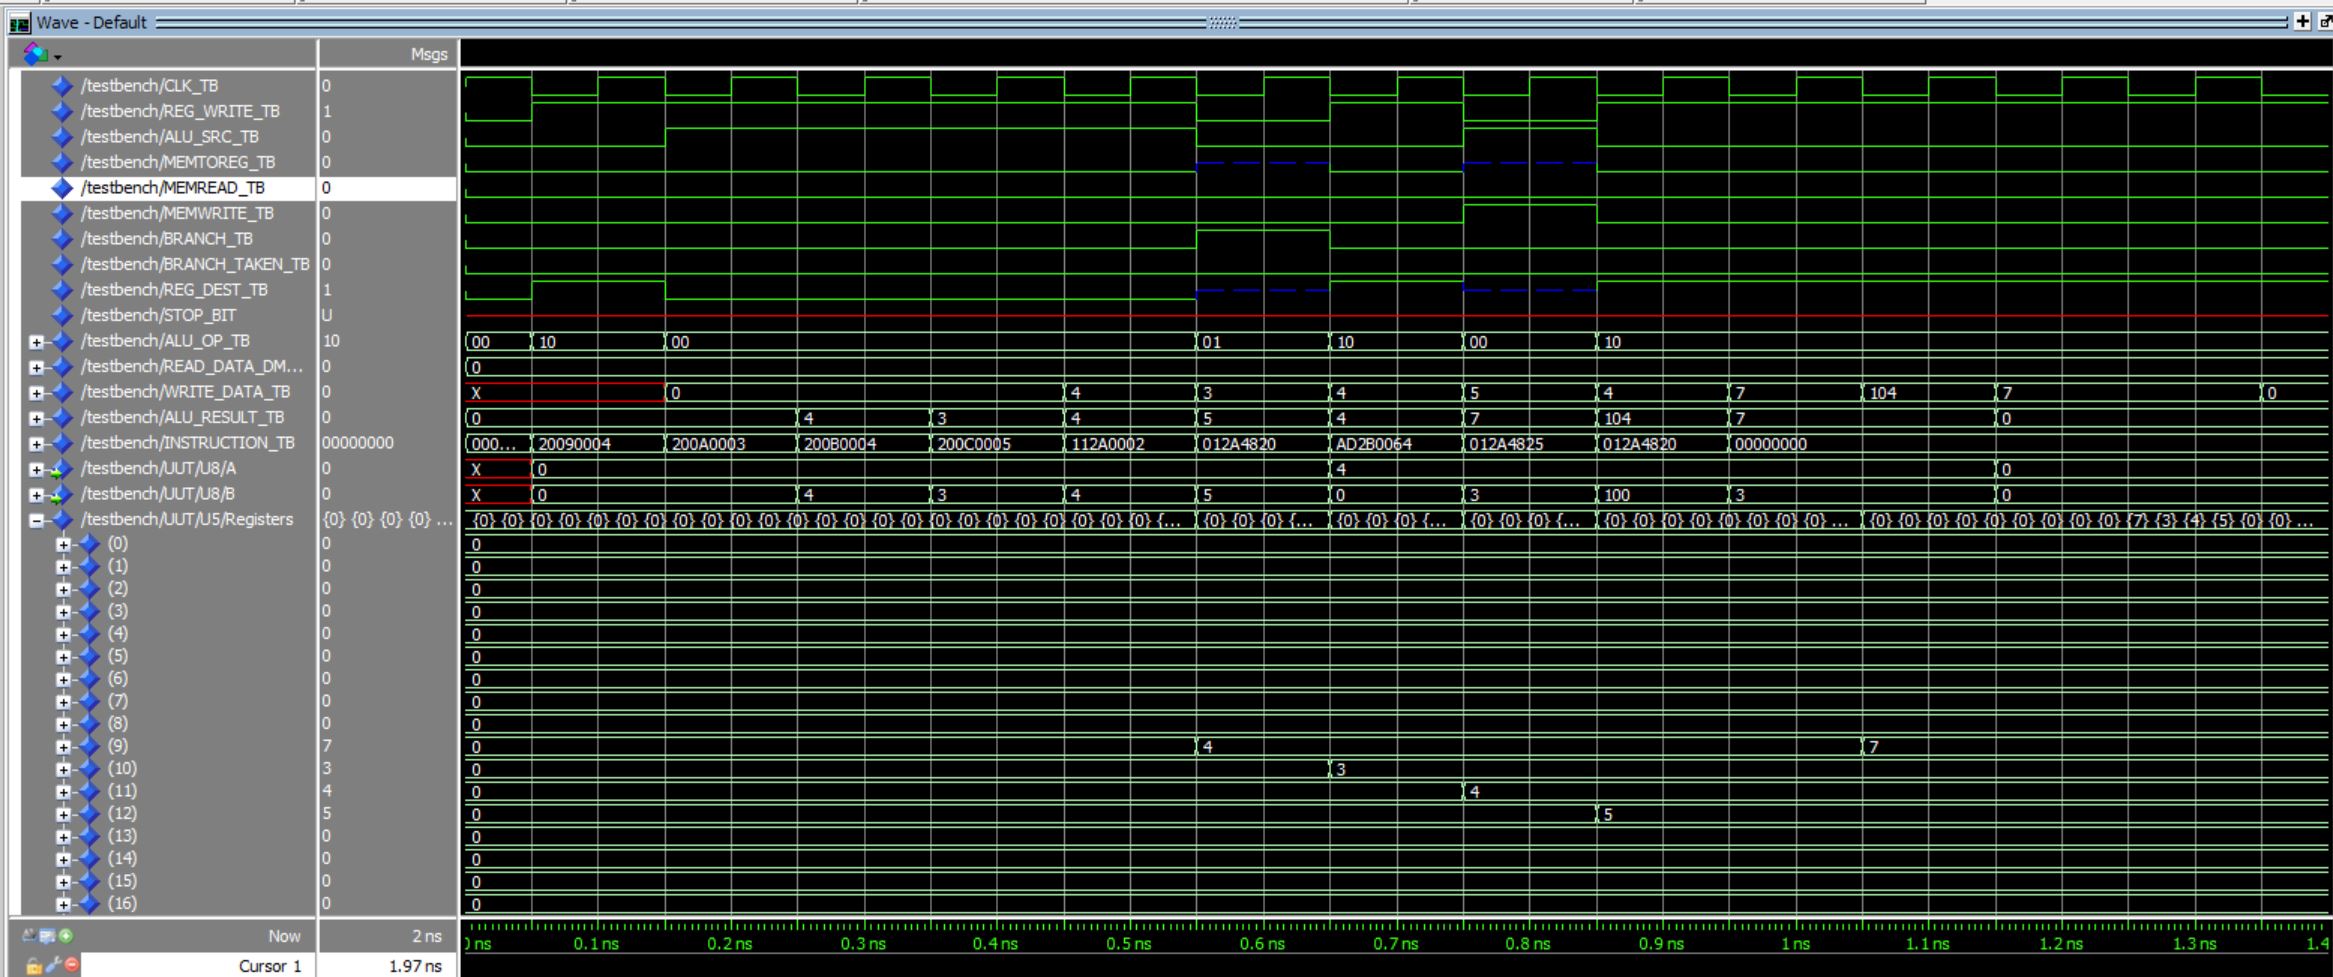 Wave - Default
Msgs
/testbench/CLK_TB 0
/testbench/REG_WRITE_TB 1
/testbench/ALU_SRC_TB 0
/testbench/MEMTOREG_TB 0
/testbench/MEMREAD_TB 0
/testbench/MEMWRITE_TB 0
/testbench/BRANCH_TB 0
/testbench/BRANCH_TAKEN_TB 0
/testbench/REG_DEST_TB 1
/testbench/STOP_BIT U
/testbench/ALU_OP_TB 10 00 10 00 01 10 00 10
/testbench/READ_DATA_DM... 0 0
/testbench/WRITE_DATA_TB 0 X 0 4 3 4 5 4 7 104 7 0
/testbench/ALU_RESULT_TB 0 0 4 3 4 5 4 7 104 7 0
/testbench/INSTRUCTION_TB 00000000 000... 20090004 200A0003 200B0004 200C0005 112A0002 012A4820 AD2B0064 012A4825 012A4820 00000000
/testbench/UUT/U8/A 0 X 0 4 0
/testbench/UUT/U8/B 0 X 0 4 3 4 5 0 3 100 3 0
/testbench/UUT/U5/Registers {0} {0} {0} {0} ... {0} {0} {0} {0} {0} {0} {0} {0} {0} {0} {0} {0} {0} {0} {0} {0} {0} {0} {0} {0} {0} {0} {0} {0} {... {0} {0} {0} {... {0} {0} {0} {... {0} {0} {0} {... {0} {0} {0} {0} {0} {0} {0} {0} ... {0} {0} {0} {0} {0} {0} {0} {0} {0} {7} {3} {4} {5} {0} {0} ...
(0) 0 0
(1) 0 0
(2) 0 0
(3) 0 0
(4) 0 0
(5) 0 0
(6) 0 0
(7) 0 0
(8) 0 0
(9) 7 0 4 7
(10) 3 0 3
(11) 4 0 4
(12) 5 0 5
(13) 0 0
(14) 0 0
(15) 0 0
(16) 0 0
Now 2 ns
ns 0.1 ns 0.2 ns 0.3 ns 0.4 ns 0.5 ns 0.6 ns 0.7 ns 0.8 ns 0.9 ns 1 ns 1.1 ns 1.2 ns 1.3 ns 1.4
Cursor 1 1.97 ns